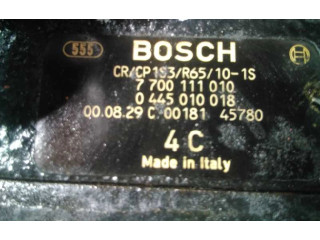 555 BOSCH
CR/CP1S3/R65/10-1S
7 700 111 010
0 445 010 018
00.08.29 C 00181 45780
4 C
Made in Italy